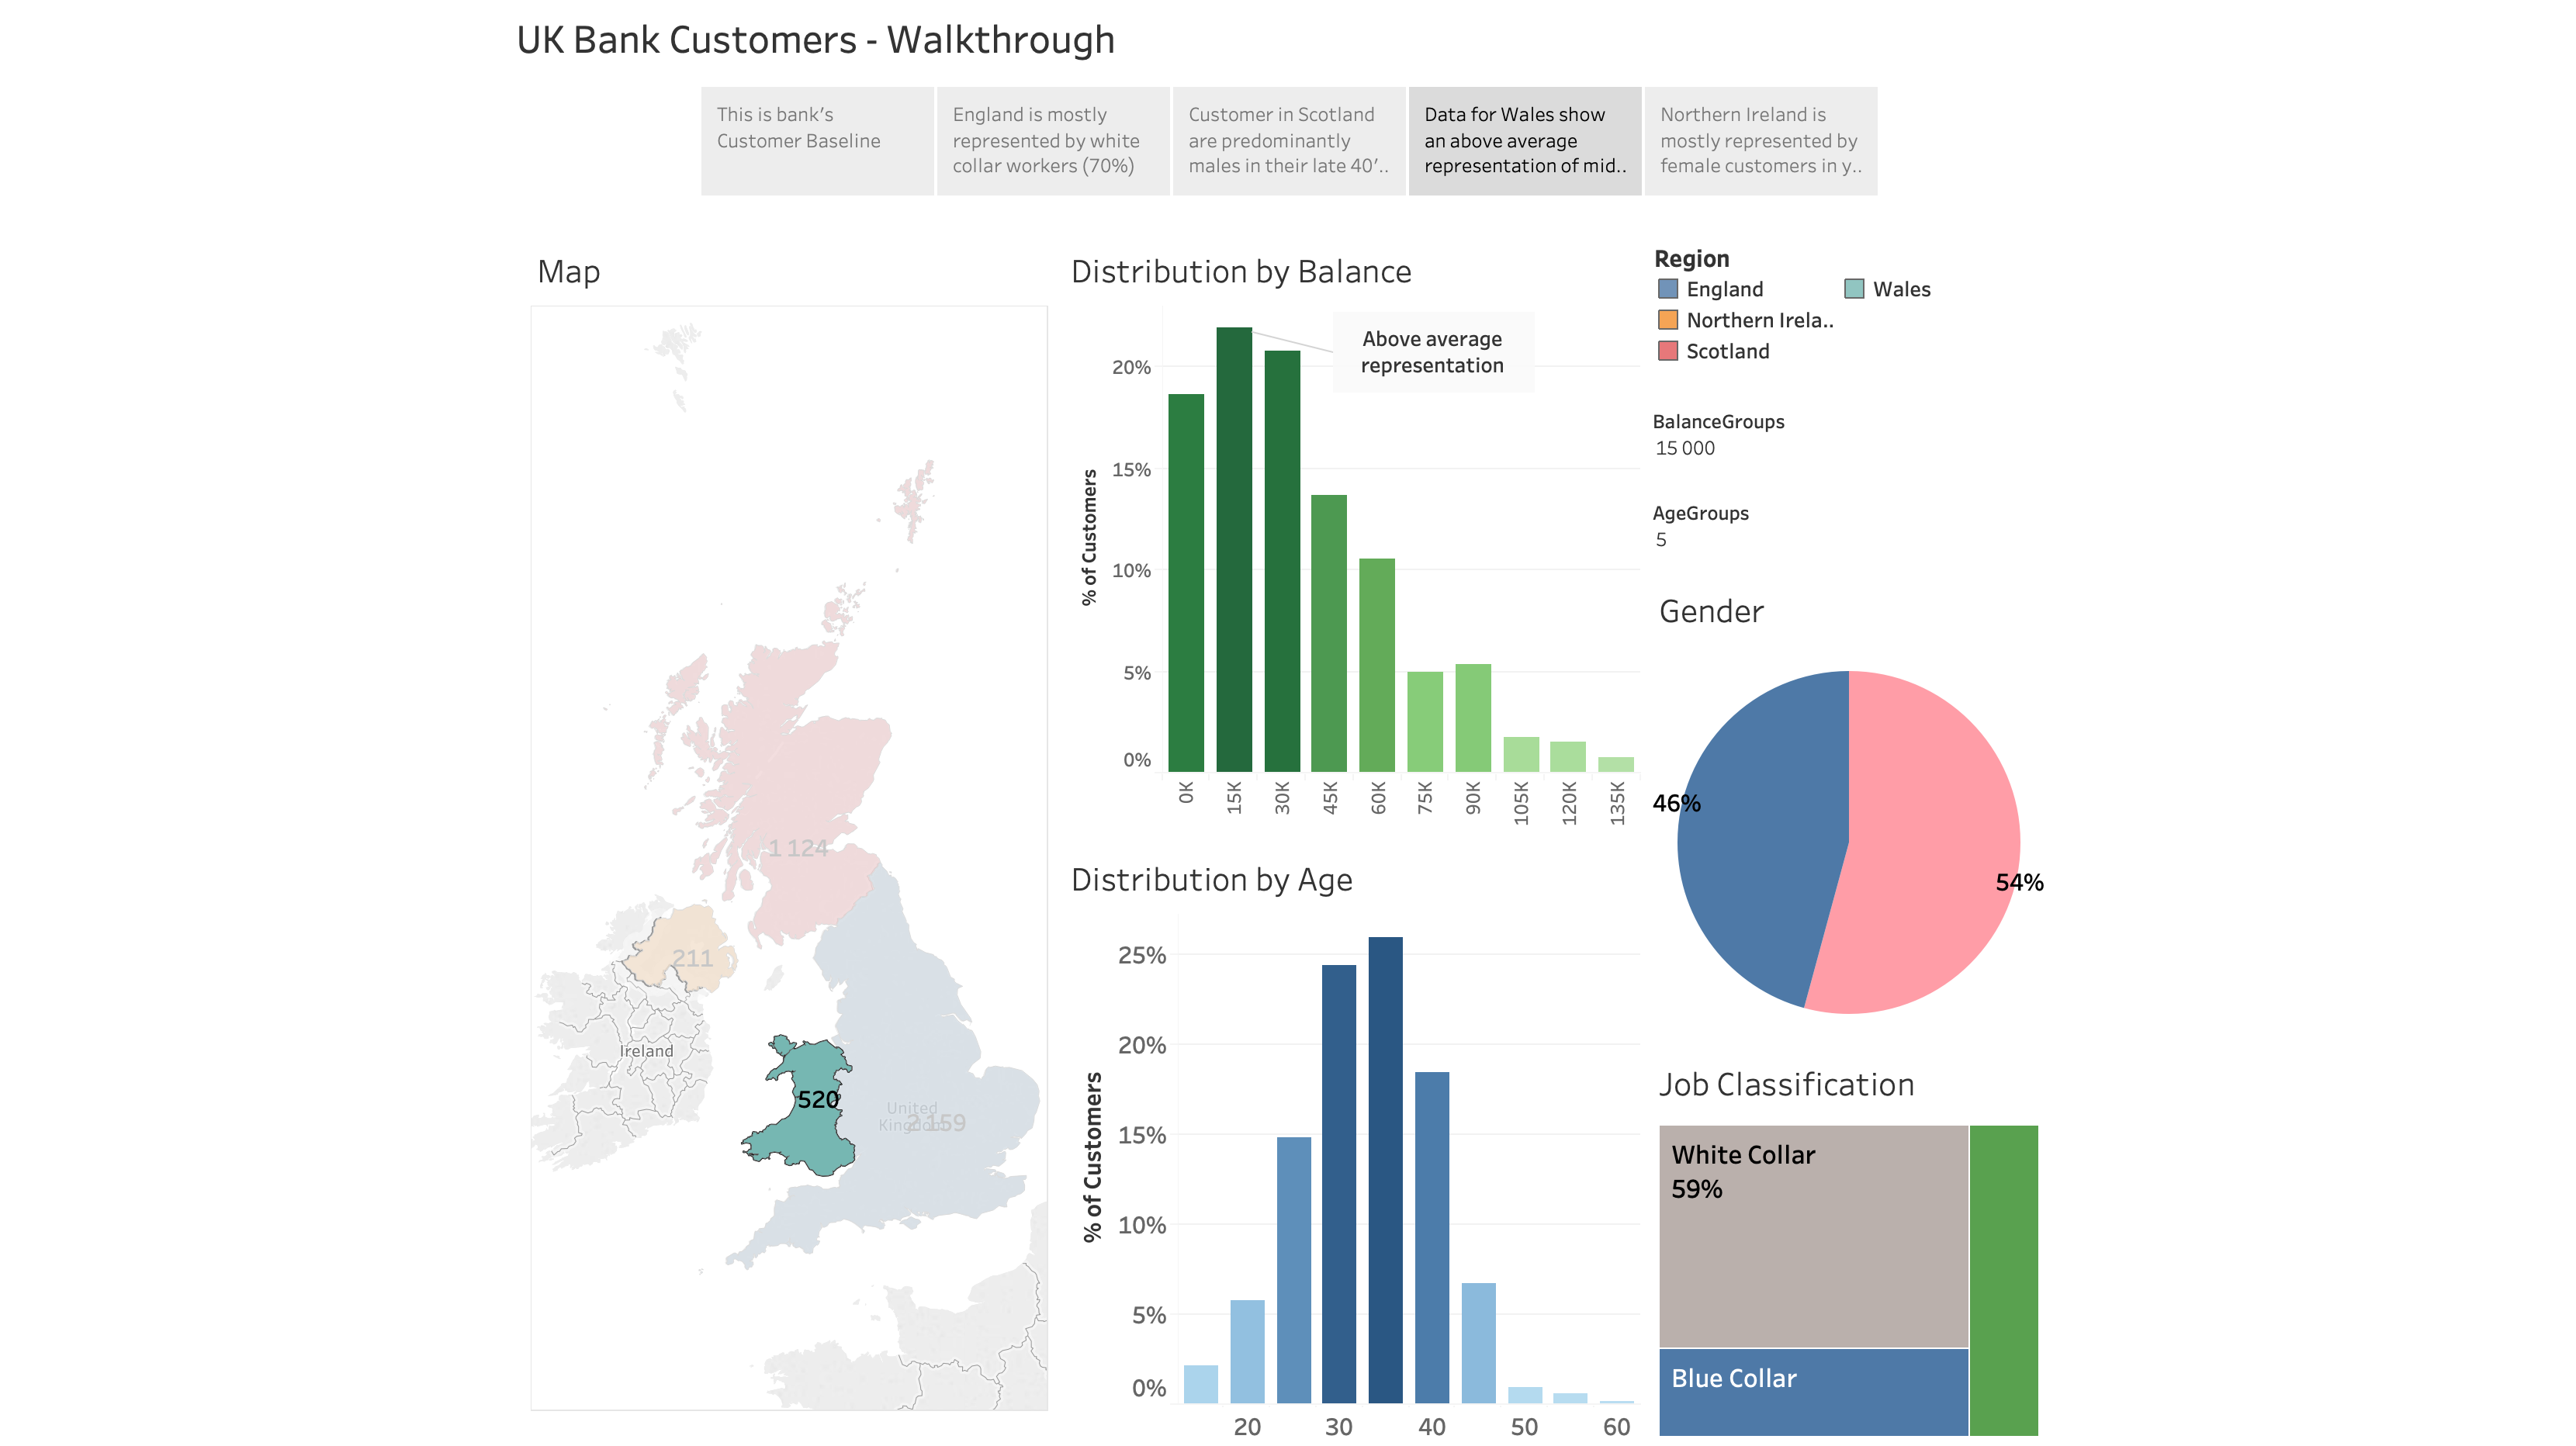 UK Bank Customers - Walkthrough
This is bank's
Customer Baseline
England is mostly
represented by white
collar workers (70%)
Customer in Scotland
are predominantly
males in their late 40'..
Data for Wales show
an above average
representation of mid..
Northern Ireland is
mostly represented by
female customers in y..
Map
1 124
211
Ireland
520
United
Kingdom
2 159
Distribution by Balance
Above average
representation
% of Customers
20%
15%
10%
5%
0%
0K
15K
30K
45K
60K
75K
90K
105K
120K
135K
Distribution by Age
% of Customers
25%
20%
15%
10%
5%
0%
20
30
40
50
60
Region
England
Wales
Northern Irela..
Scotland
BalanceGroups
15 000
AgeGroups
5
Gender
46%
54%
Job Classification
White Collar
59%
Blue Collar